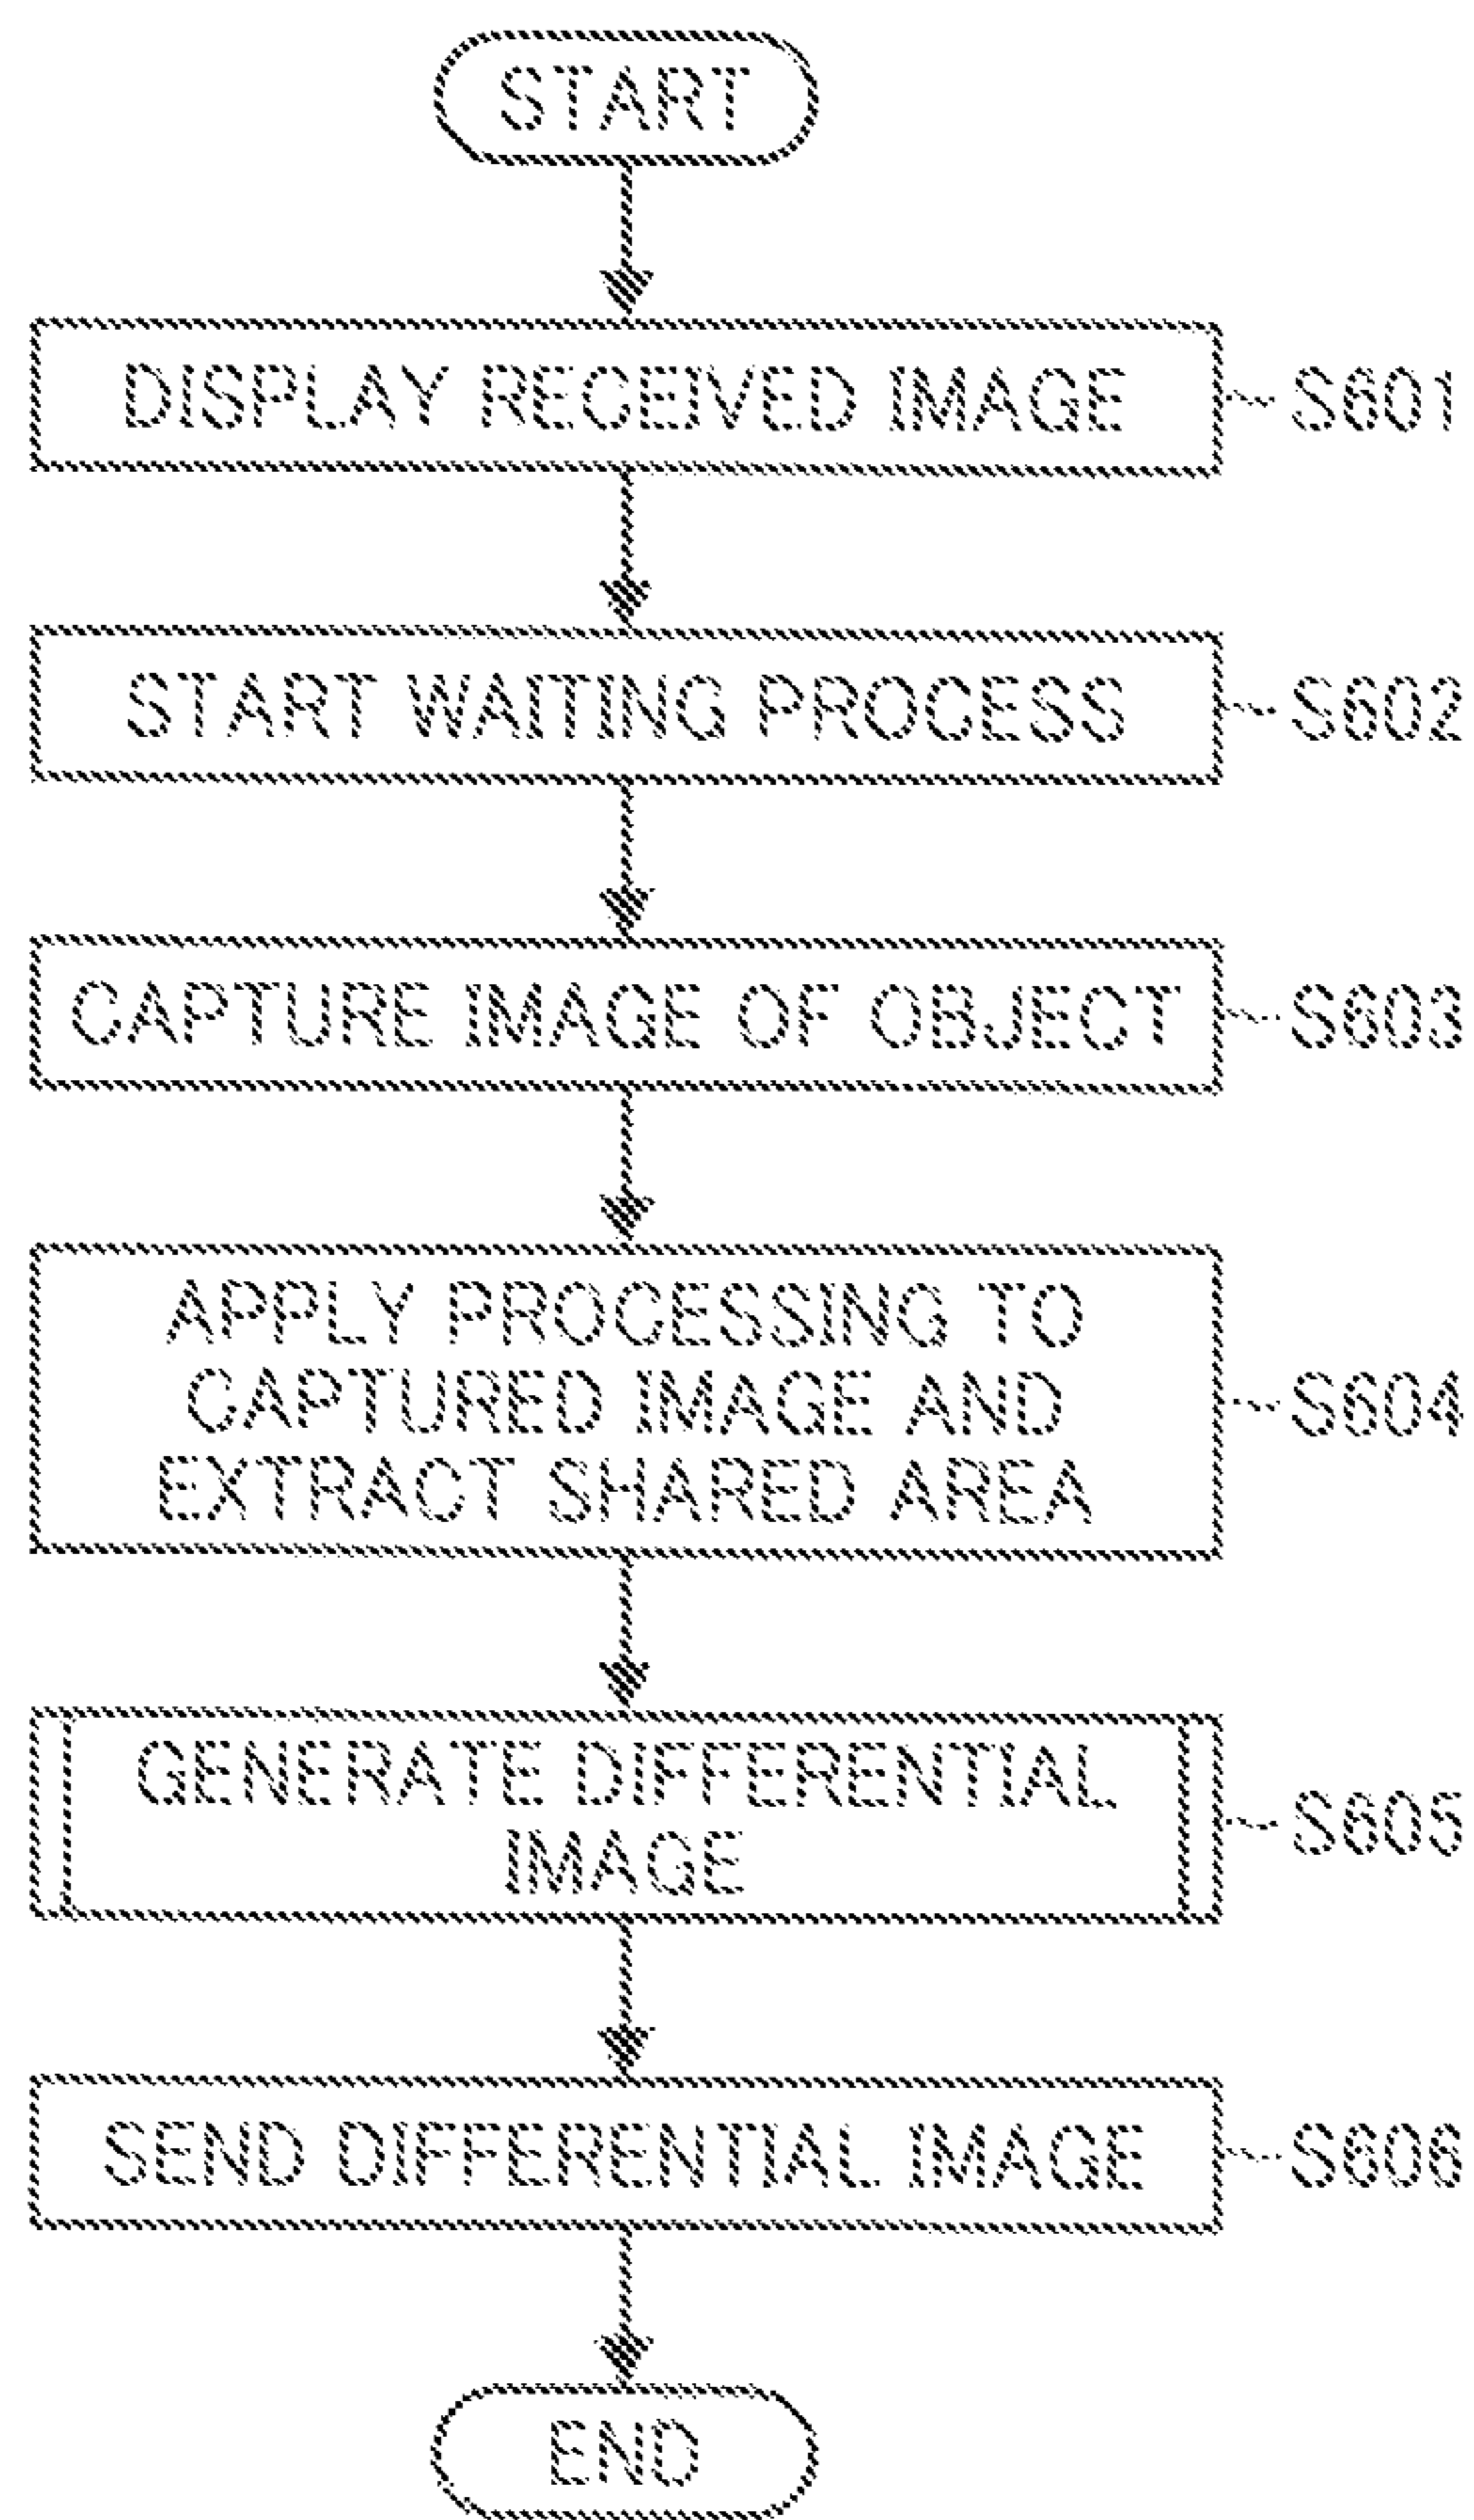 START
DISPLAY RECEIVED IMAGE
S601
START WAITING PROCESS
S602
CAPTURE IMAGE OF OBJECT
S603
APPLY PROCESSING TO
CAPTURED IMAGE AND
EXTRACT SHARED AREA
S604
GENERATE DIFFERENTIAL
IMAGE
S605
SEND DIFFERENTIAL IMAGE
S606
END